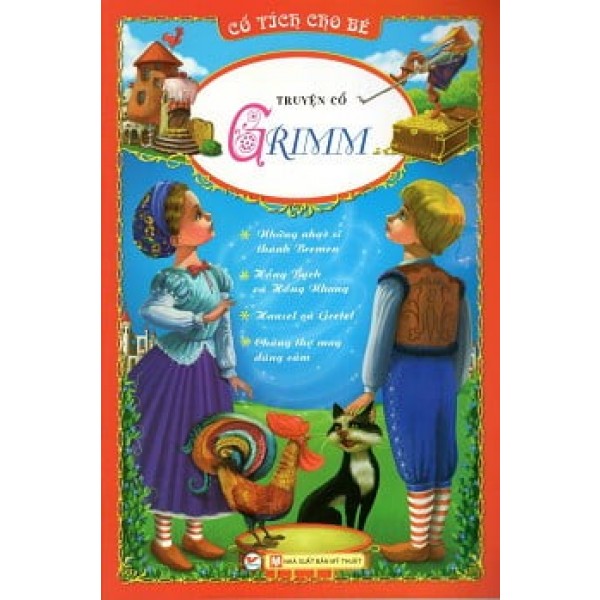 CỔ TÍCH CHO BÉ
TRUYỆN CỔ
GRIMM
Những nhạc sĩ
thành Bremen
Hồng Bạch
và Hồng Nhung
Hansel và Gretel
Chàng thợ may
dũng cảm
NHÀ XUẤT BẢN MỸ THUẬT